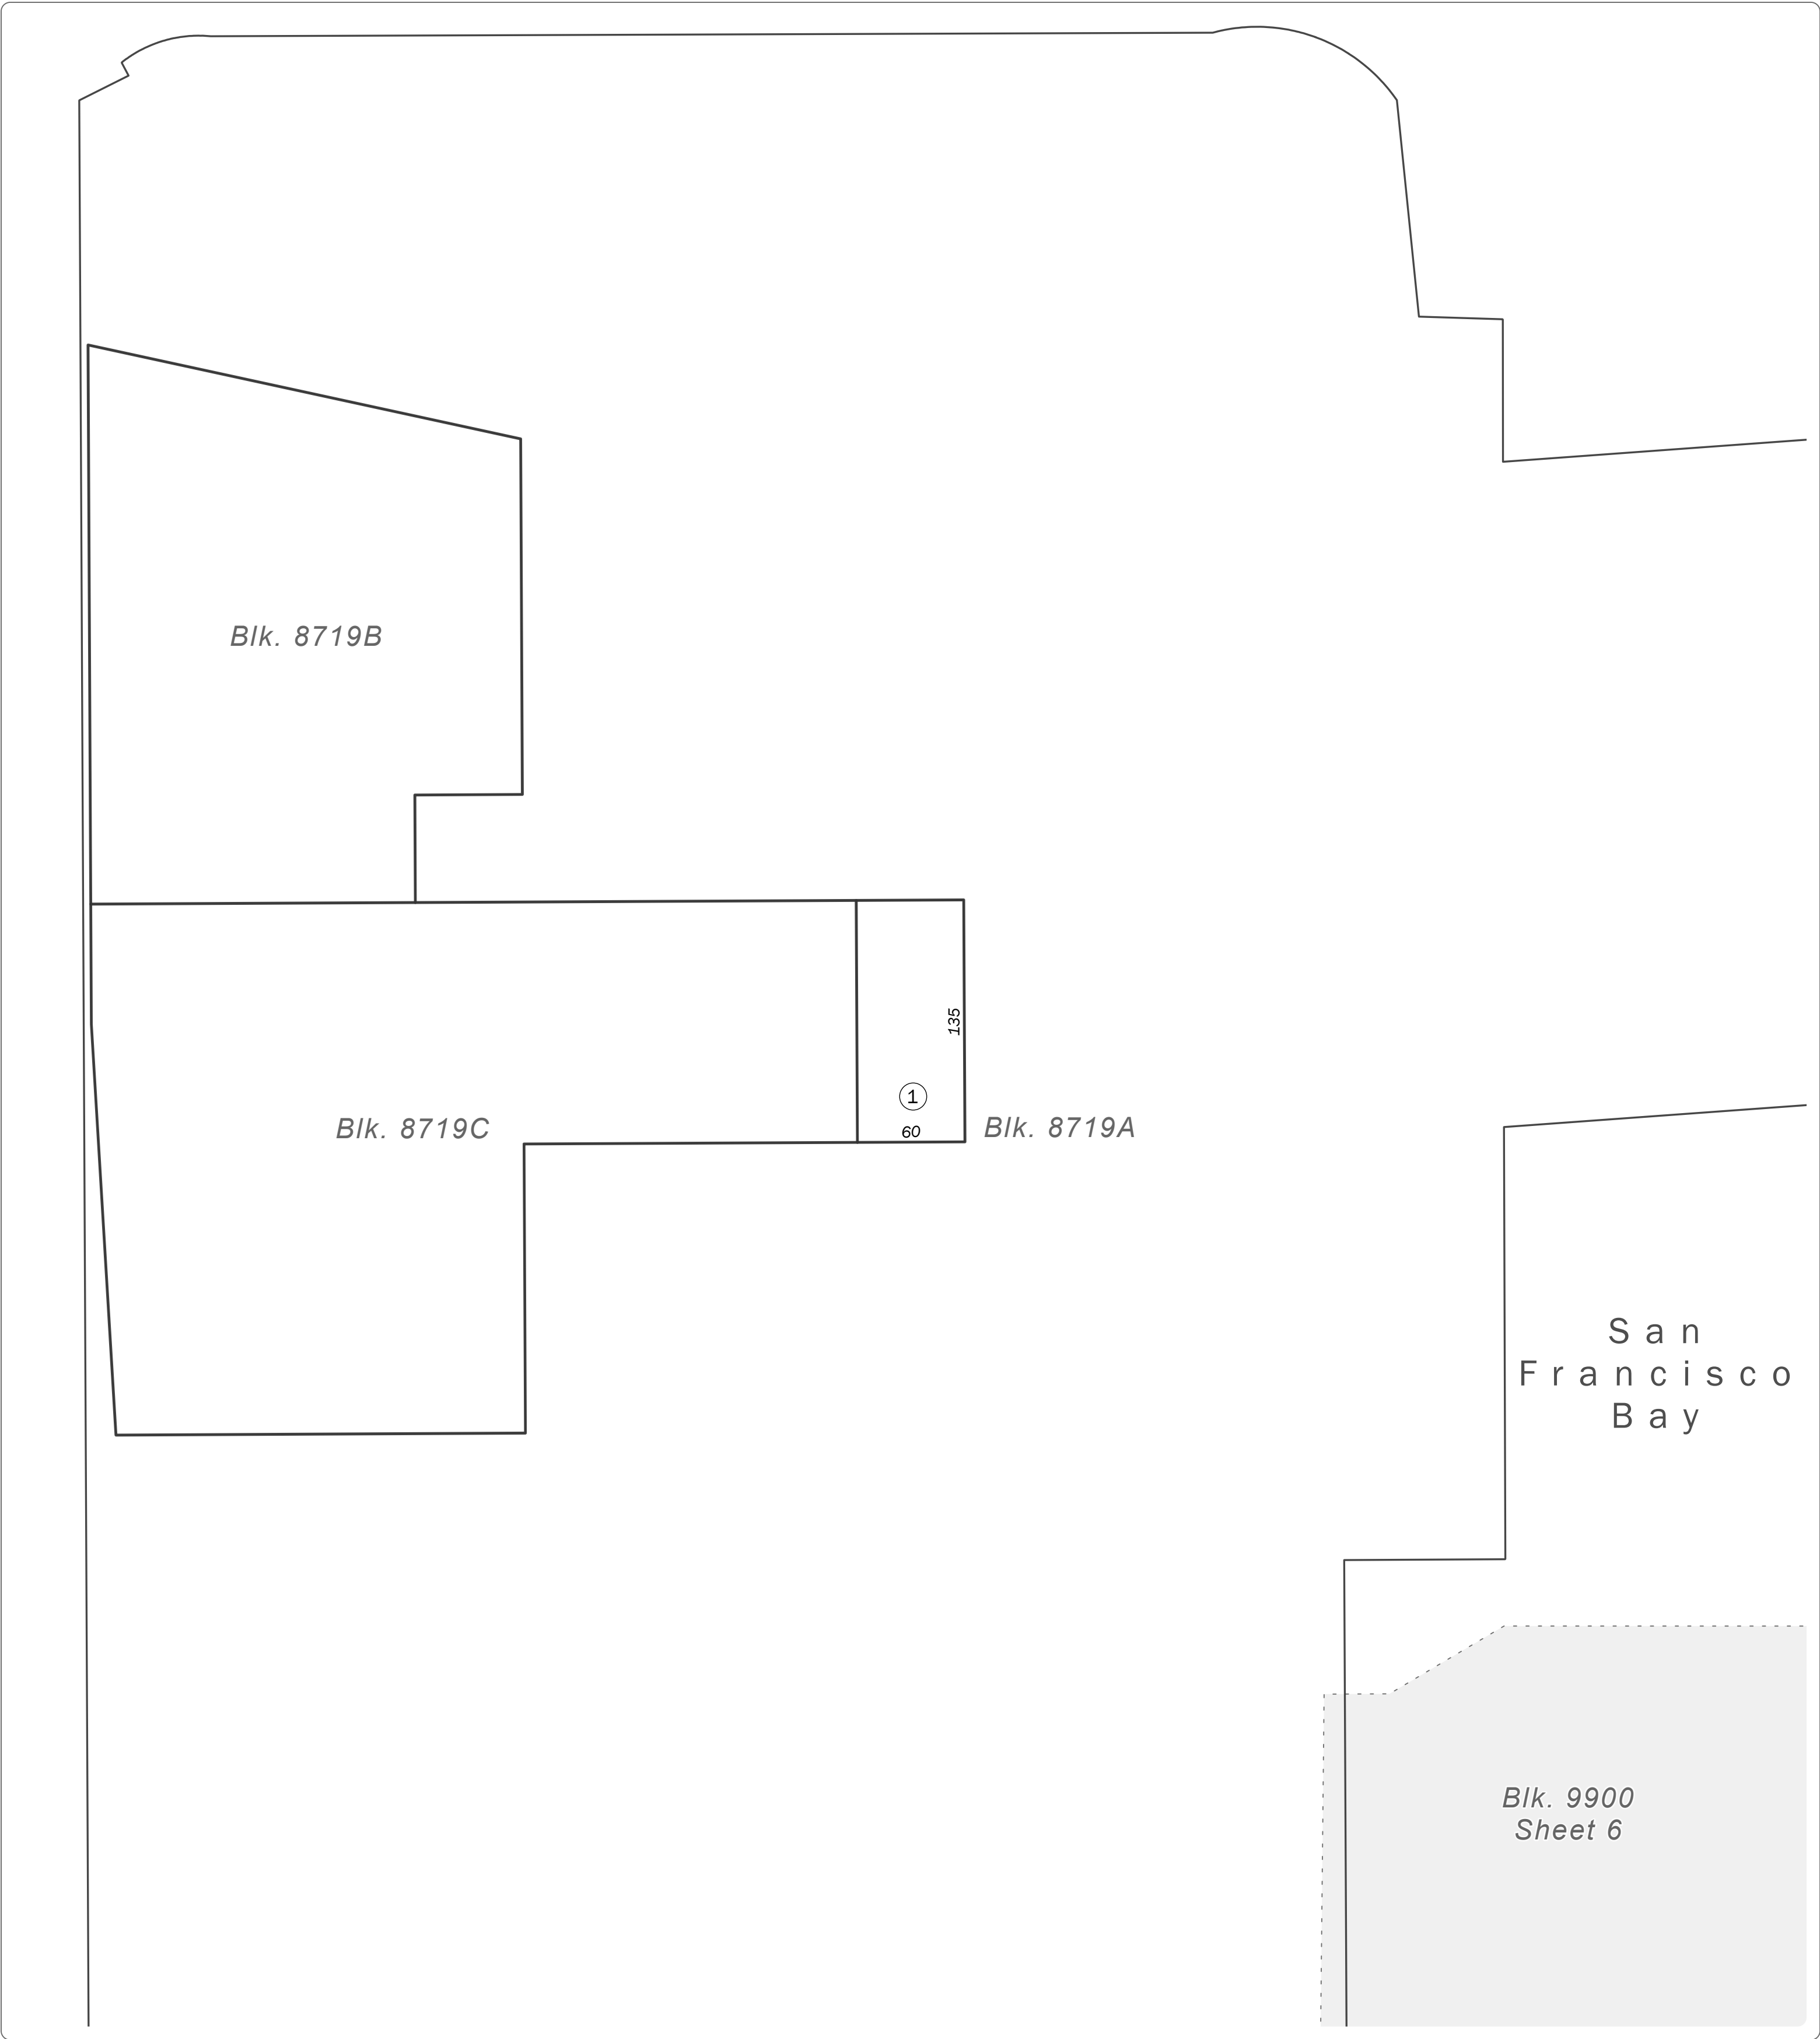 Blk. 8719B
135
1
60
Blk. 8719C
Blk. 8719A
San
Francisco
Bay
Blk. 9900
Sheet 6